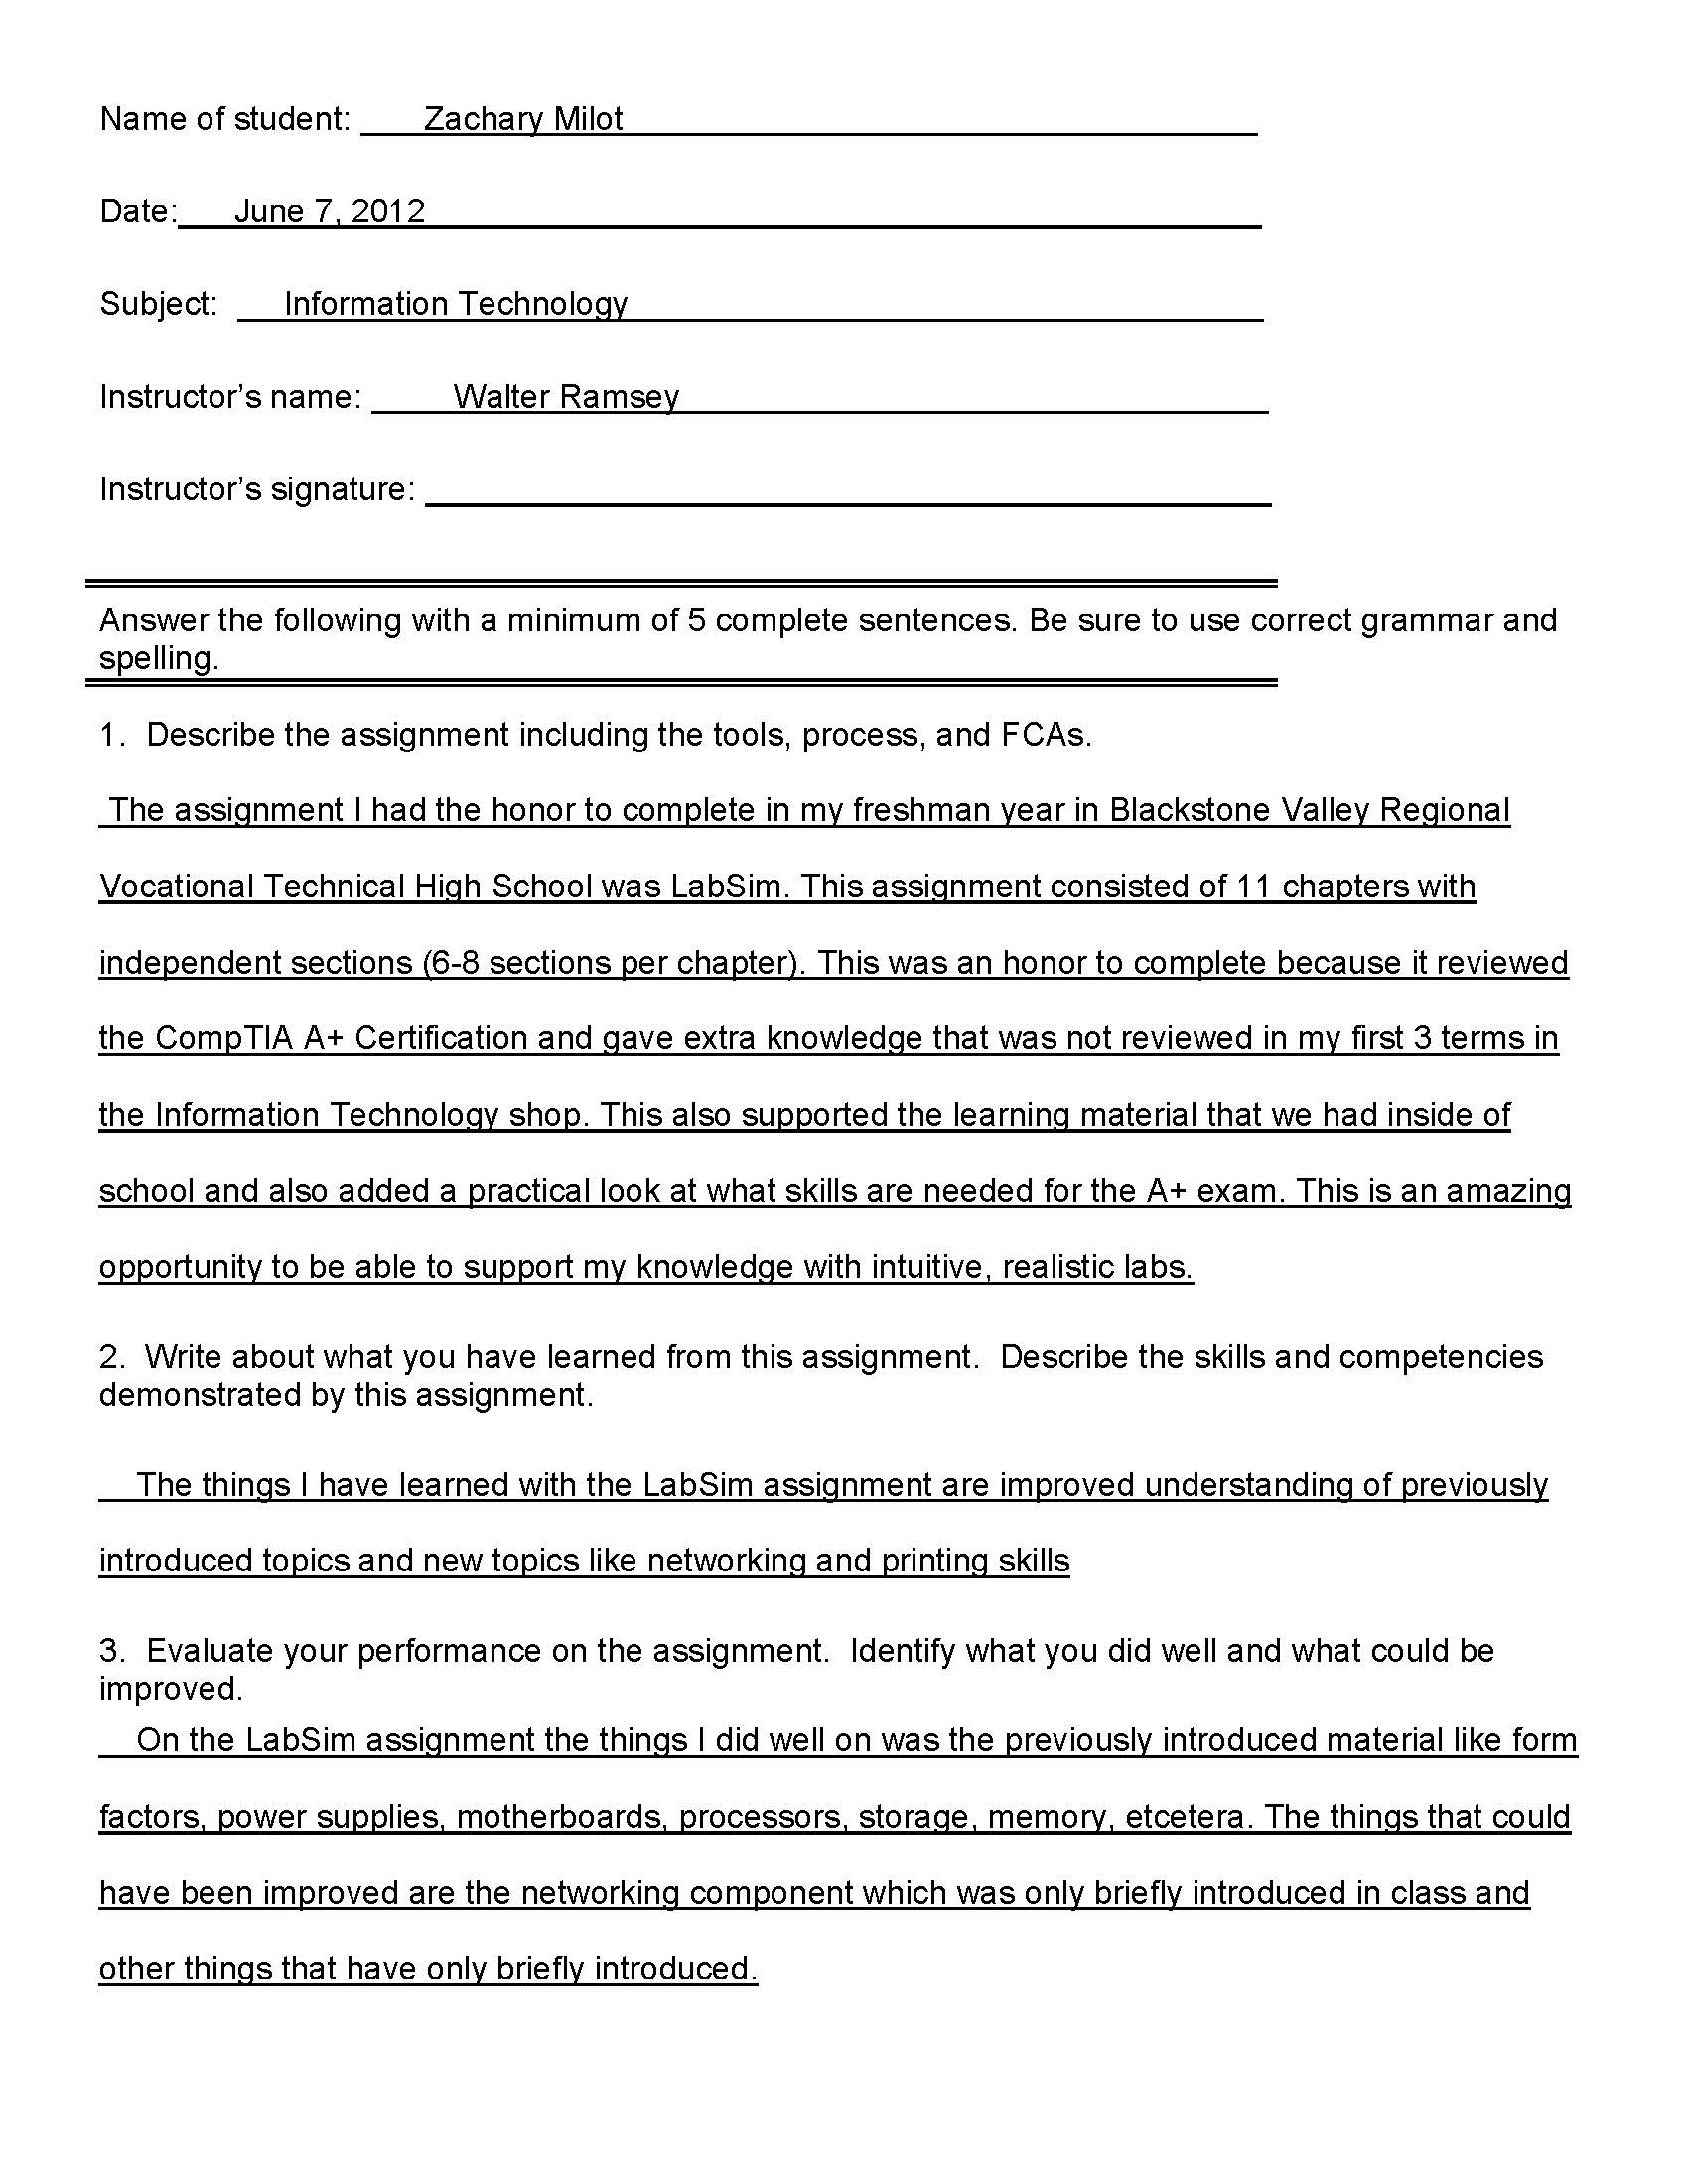 Name of student: Zachary Milot
Date: June 7, 2012
Subject: Information Technology
Instructor’s name: Walter Ramsey
Instructor’s signature:
Answer the following with a minimum of 5 complete sentences. Be sure to use correct grammar and
spelling.
1. Describe the assignment including the tools, process, and FCAs.
The assignment I had the honor to complete in my freshman year in Blackstone Valley Regional
Vocational Technical High School was LabSim. This assignment consisted of 11 chapters with
independent sections (6-8 sections per chapter). This was an honor to complete because it reviewed
the CompTIA A+ Certification and gave extra knowledge that was not reviewed in my first 3 terms in
the Information Technology shop. This also supported the learning material that we had inside of
school and also added a practical look at what skills are needed for the A+ exam. This is an amazing
opportunity to be able to support my knowledge with intuitive, realistic labs.
2. Write about what you have learned from this assignment. Describe the skills and competencies
demonstrated by this assignment.
The things I have learned with the LabSim assignment are improved understanding of previously
introduced topics and new topics like networking and printing skills
3. Evaluate your performance on the assignment. Identify what you did well and what could be
improved.
On the LabSim assignment the things I did well on was the previously introduced material like form
factors, power supplies, motherboards, processors, storage, memory, etcetera. The things that could
have been improved are the networking component which was only briefly introduced in class and
other things that have only briefly introduced.